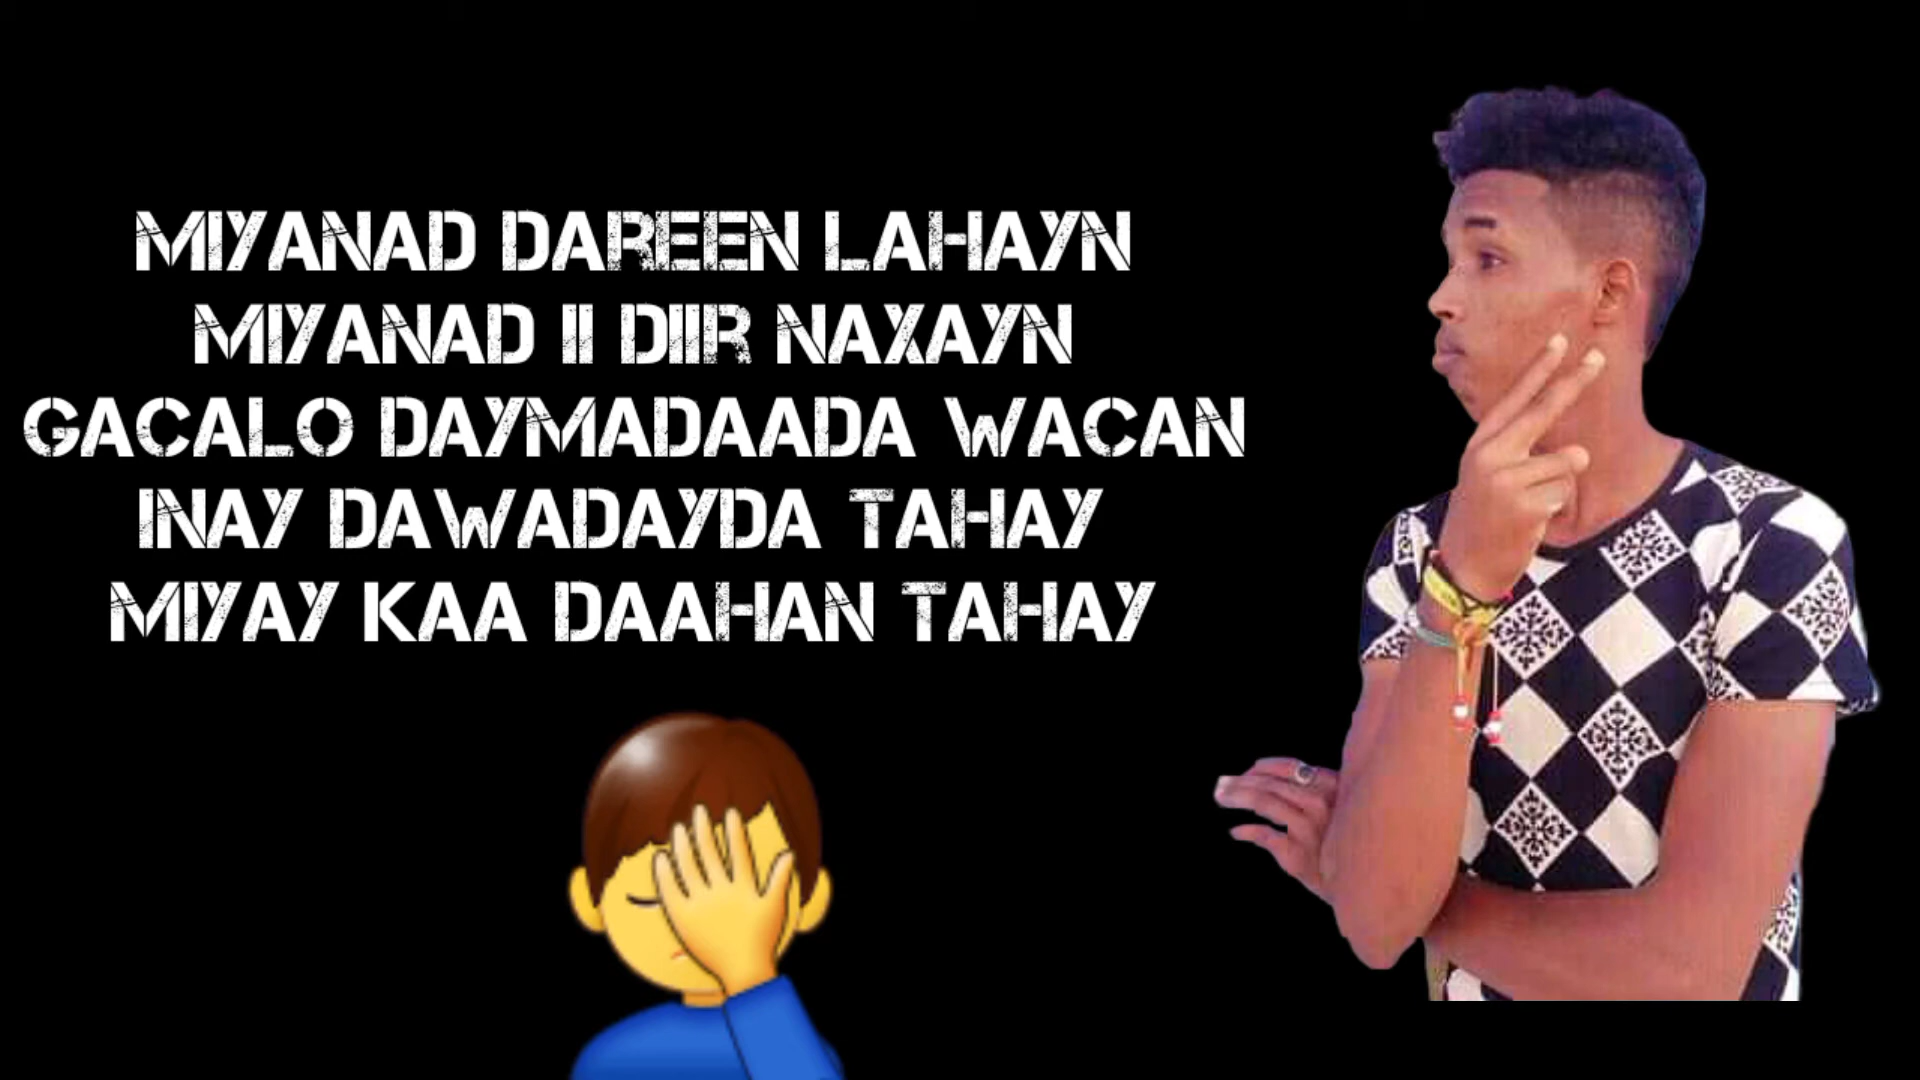 MIYANAD DAREEN LAHAYN
MIYANAD II DIIR NAXAYN
GACALO DAYMADAADA WACAN
INAY DAWADAYDA TAHAY
MIYAY KAA DAAHAN TAHAY